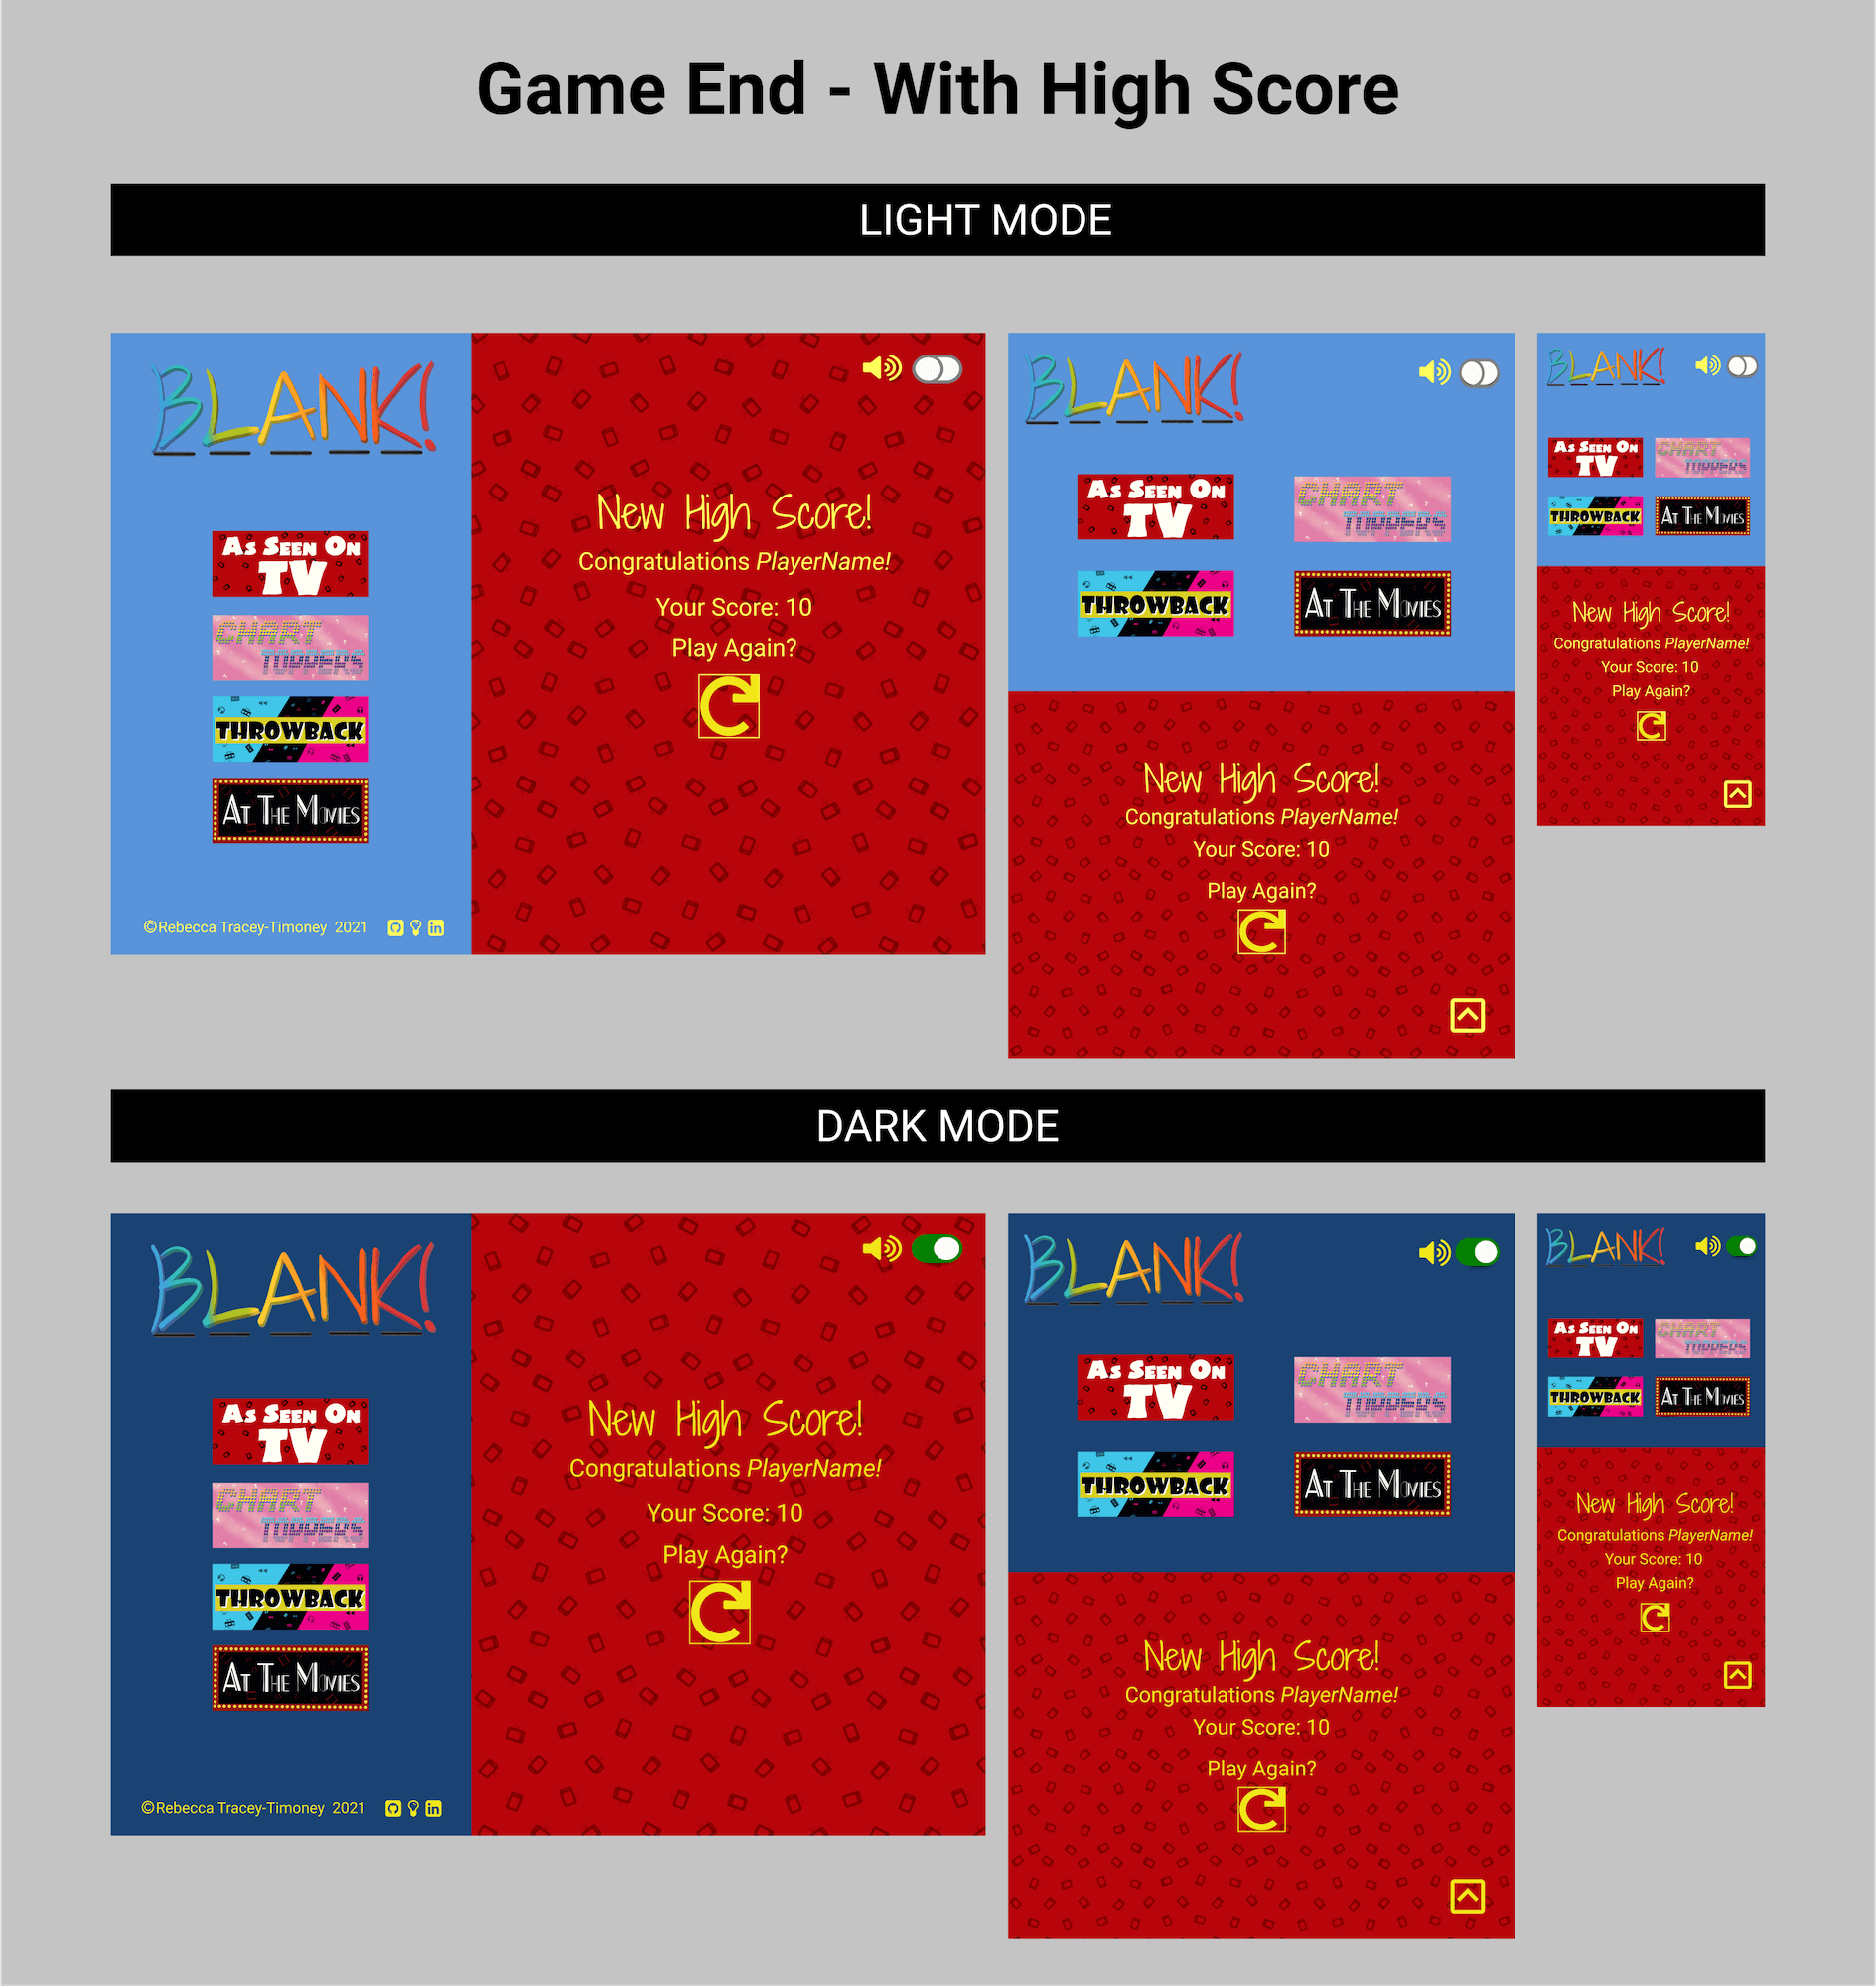 Game End - With High Score
LIGHT MODE
BLANK!
AS SEEN ON
TV
CHART
TOPPERS
THROWBACK
AT THE MOVIES
©Rebecca Tracey-Timoney 2021
New High Score!
Congratulations PlayerName!
Your Score: 10
Play Again?
BLANK!
AS SEEN ON
TV
CHART
TOPPERS
THROWBACK
AT THE MOVIES
New High Score!
Congratulations PlayerName!
Your Score: 10
Play Again?
BLANK!
AS SEEN ON
TV
CHART
TOPPERS
THROWBACK
AT THE MOVIES
New High Score!
Congratulations PlayerName!
Your Score: 10
Play Again?
DARK MODE
BLANK!
AS SEEN ON
TV
CHART
TOPPERS
THROWBACK
AT THE MOVIES
©Rebecca Tracey-Timoney 2021
New High Score!
Congratulations PlayerName!
Your Score: 10
Play Again?
BLANK!
AS SEEN ON
TV
CHART
TOPPERS
THROWBACK
AT THE MOVIES
New High Score!
Congratulations PlayerName!
Your Score: 10
Play Again?
BLANK!
AS SEEN ON
TV
CHART
TOPPERS
THROWBACK
AT THE MOVIES
New High Score!
Congratulations PlayerName!
Your Score: 10
Play Again?